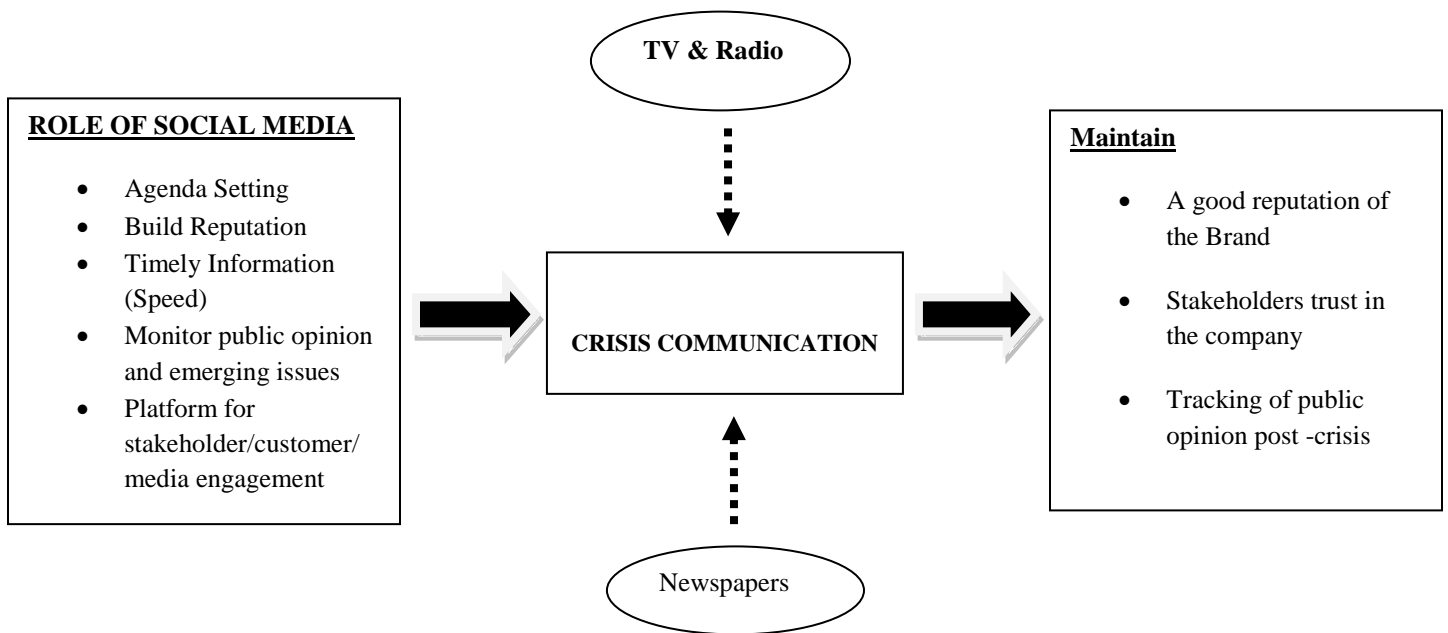 TV & Radio
ROLE OF SOCIAL MEDIA
• Agenda Setting
• Build Reputation
• Timely Information
(Speed)
• Monitor public opinion
and emerging issues
• Platform for
stakeholder/customer/
media engagement
CRISIS COMMUNICATION
Maintain
• A good reputation of
the Brand
• Stakeholders trust in
the company
• Tracking of public
opinion post -crisis
Newspapers